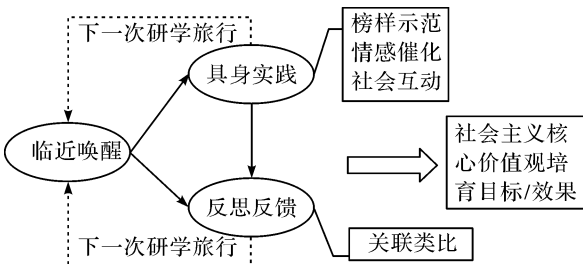 下一次研学旅行
具身实践
榜样示范
情感催化
社会互动
临近唤醒
社会主义核
心价值观培
育目标/效果
反思反馈
下一次研学旅行
关联类比